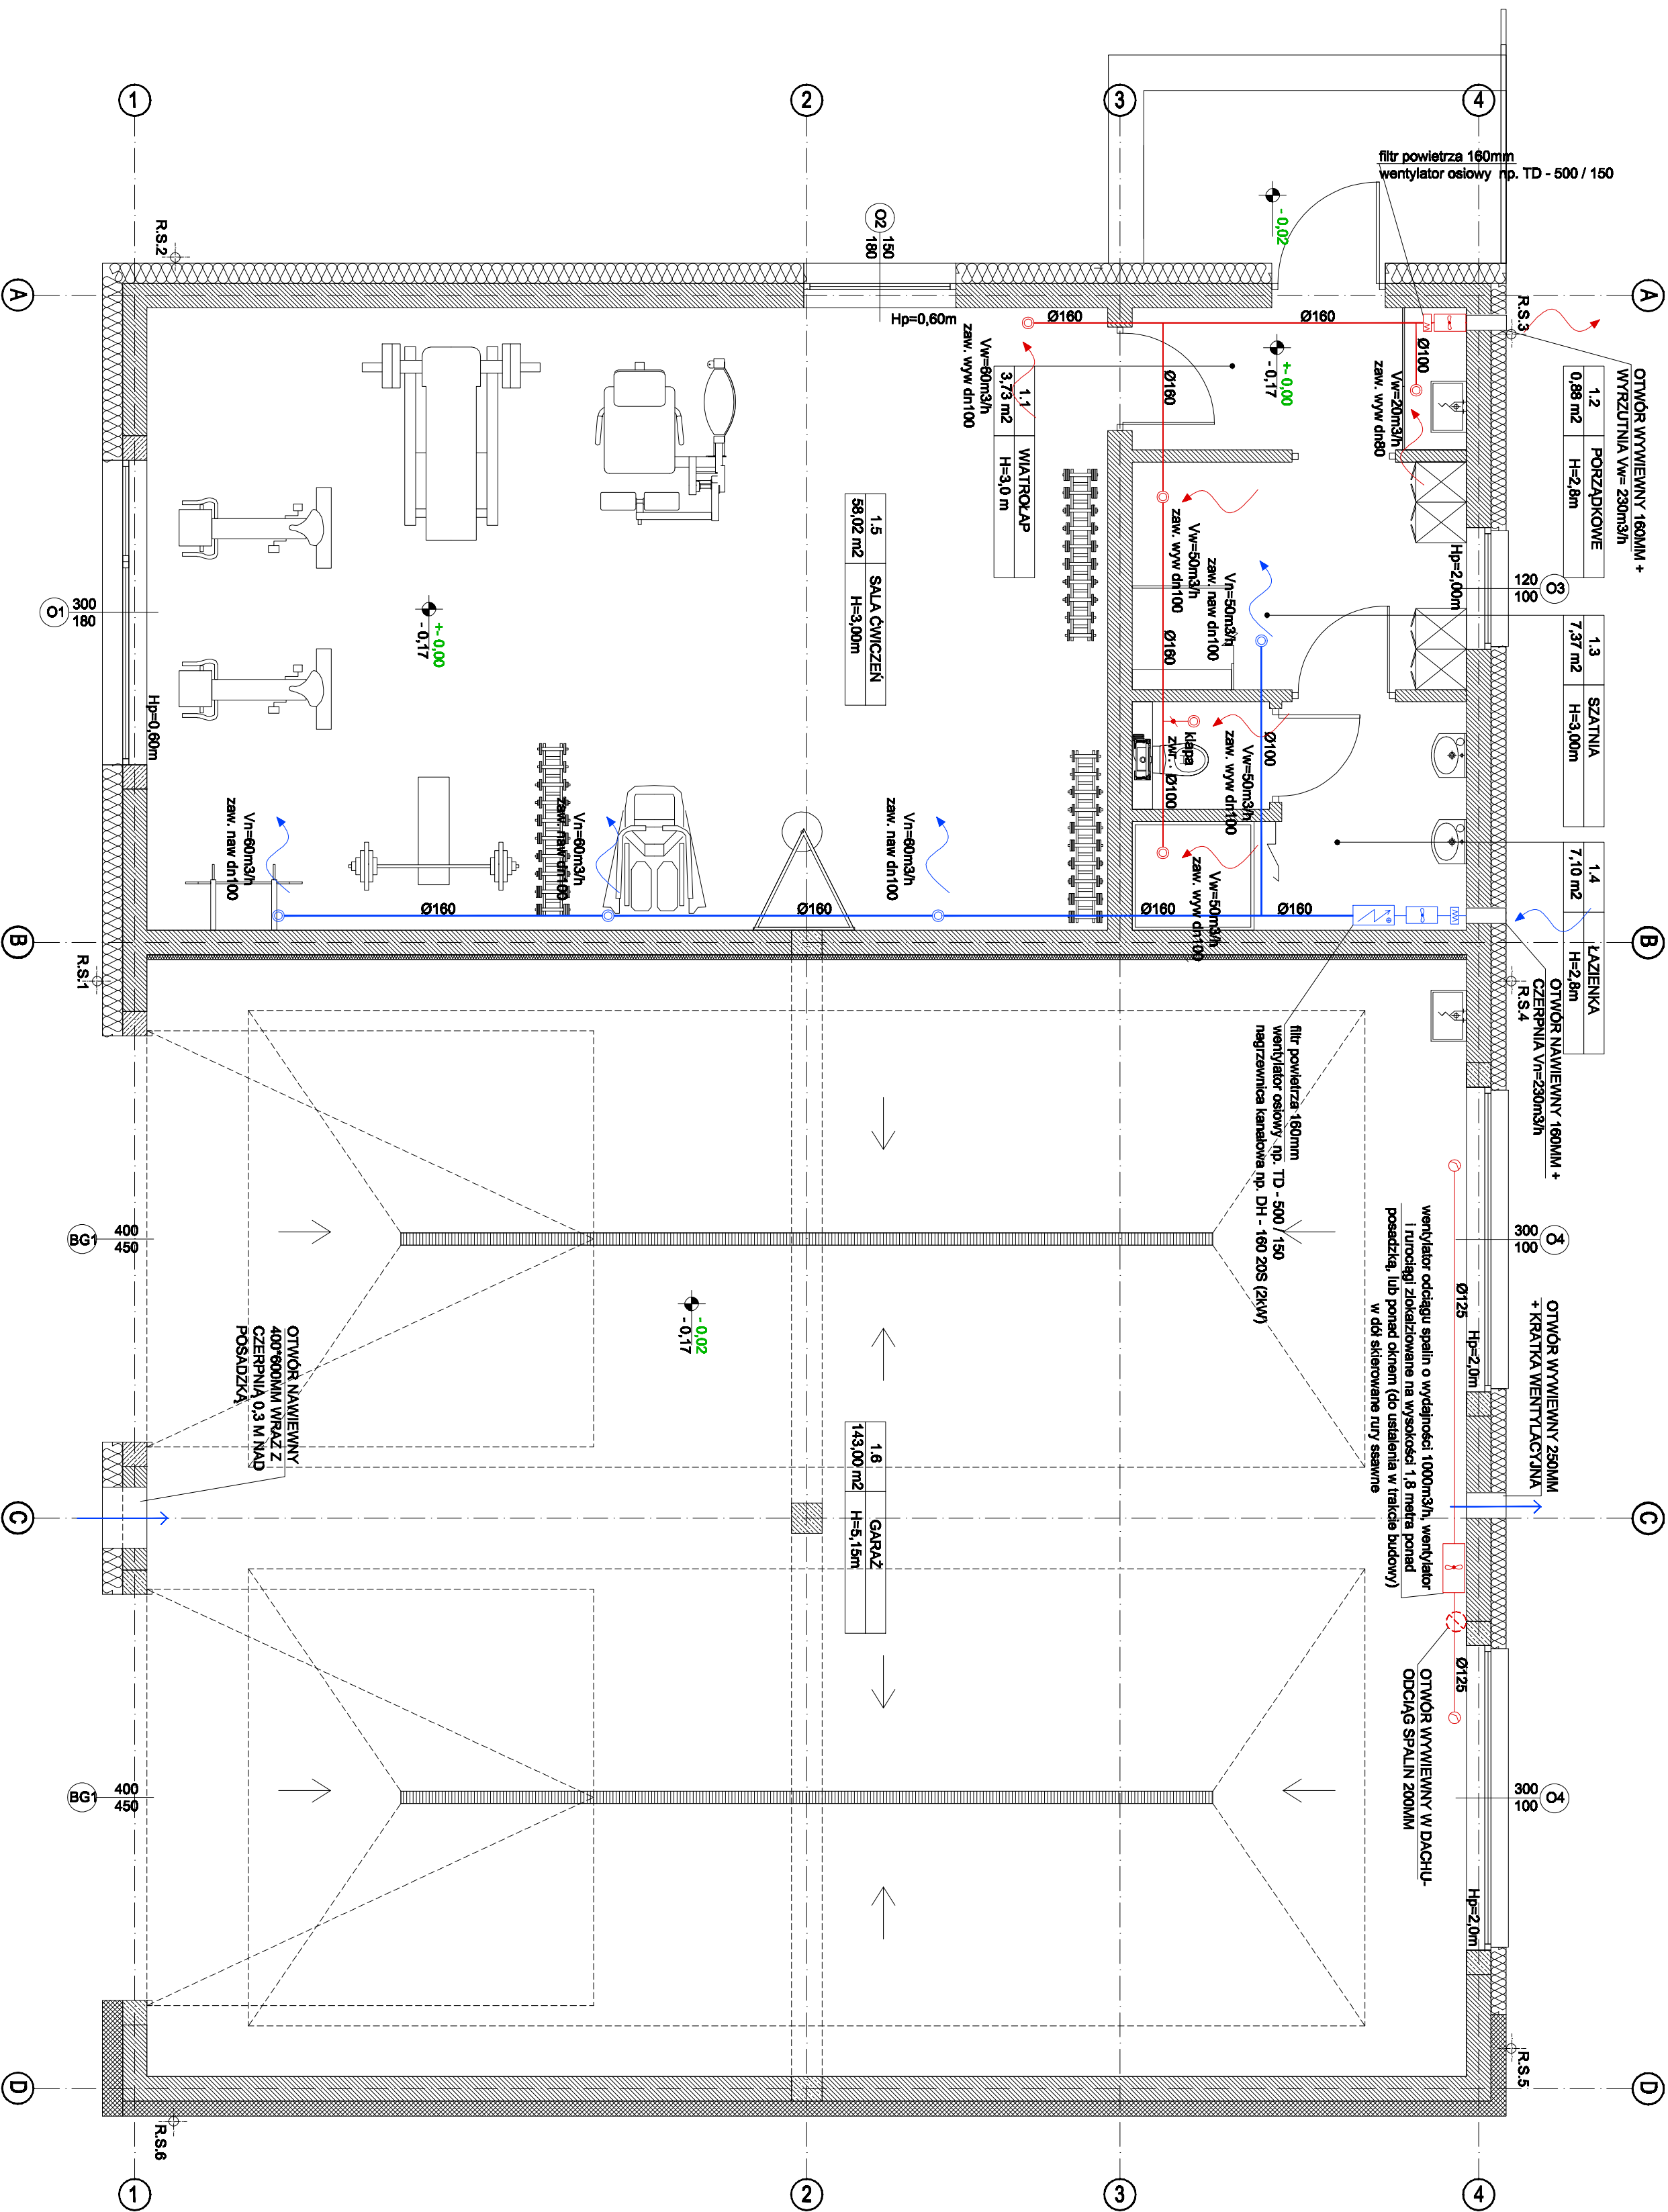 1
2
3
4
filtr powietrza 160mm
wentylator osiowy np. TD - 500 / 150
- 0,02
R.S.2
O2
150
180
A
A
R.S.3
OTWÓR WYWIEWNY 160MM +
WYRZUTNIA Vw= 230m3/h
Hp=0,60m
Ø160
Ø160
Ø100
Vw=20m3/h
zaw. wyw dn80
Vw=60m3/h
zaw. wyw dn100
+- 0,00
- 0,17
Ø160
1.1
WIATROŁAP
3,73 m2
H=3,0 m
1.2
PORZĄDKOWE
0,88 m2
H=2,8m
1.5
SALA ĆWICZEŃ
58,02 m2
H=3,00m
Vw=50m3/h
zaw. wyw dn100
Vn=50m3/h
zaw. naw dn100
Hp=2,00m
120
100
O3
O1
300
180
+- 0,00
- 0,17
Ø160
1.3
SZATNIA
7,37 m2
H=3,00m
Hp=0,60m
klapa
zwr..
Ø100
Ø100
Vw=50m3/h
zaw. wyw dn100
Vn=60m3/h
zaw. naw dn100
Vn=60m3/h
zaw. naw dn100
Vn=60m3/h
zaw. naw dn100
Vw=50m3/h
zaw. wyw dn100
1.4
ŁAZIENKA
7,10 m2
H=2,8m
Ø160
Ø160
Ø160
Ø160
B
B
R.S.1
R.S.4
OTWÓR NAWIEWNY 160MM +
CZERPNIA Vn=230m3/h
filtr powietrza 160mm
wentylator osiowy np. TD - 500 / 150
nagrzewnica kanałowa np. DH - 160 20S (2kW)
BG1
400
450
300
100
O4
wentylator odciągu spalin o wydajności 1000m3/h, wentylator
i rurociągi zlokalziowane na wysokości 1,8 metra ponad
posadzką, lub ponad oknem (do ustalenia w trakcie budowy)
w dół skierowane rury ssawne
Ø125
Hp=2,0m
OTWÓR WYWIEWNY 250MM
+ KRATKA WENTYLACYJNA
- 0,02
- 0,17
OTWÓR NAWIEWNY
400*600MM WRAZ Z
CZERPNIĄ 0,3 M NAD
POSADZKĄ
1.6
GARAŻ
143,00 m2
H=5,15m
C
C
Ø125
OTWÓR WYWIEWNY W DACHU-
ODCIĄG SPALIN 200MM
BG1
400
450
300
100
O4
Hp=2,0m
R.S.5
D
D
R.S.6
1
2
3
4